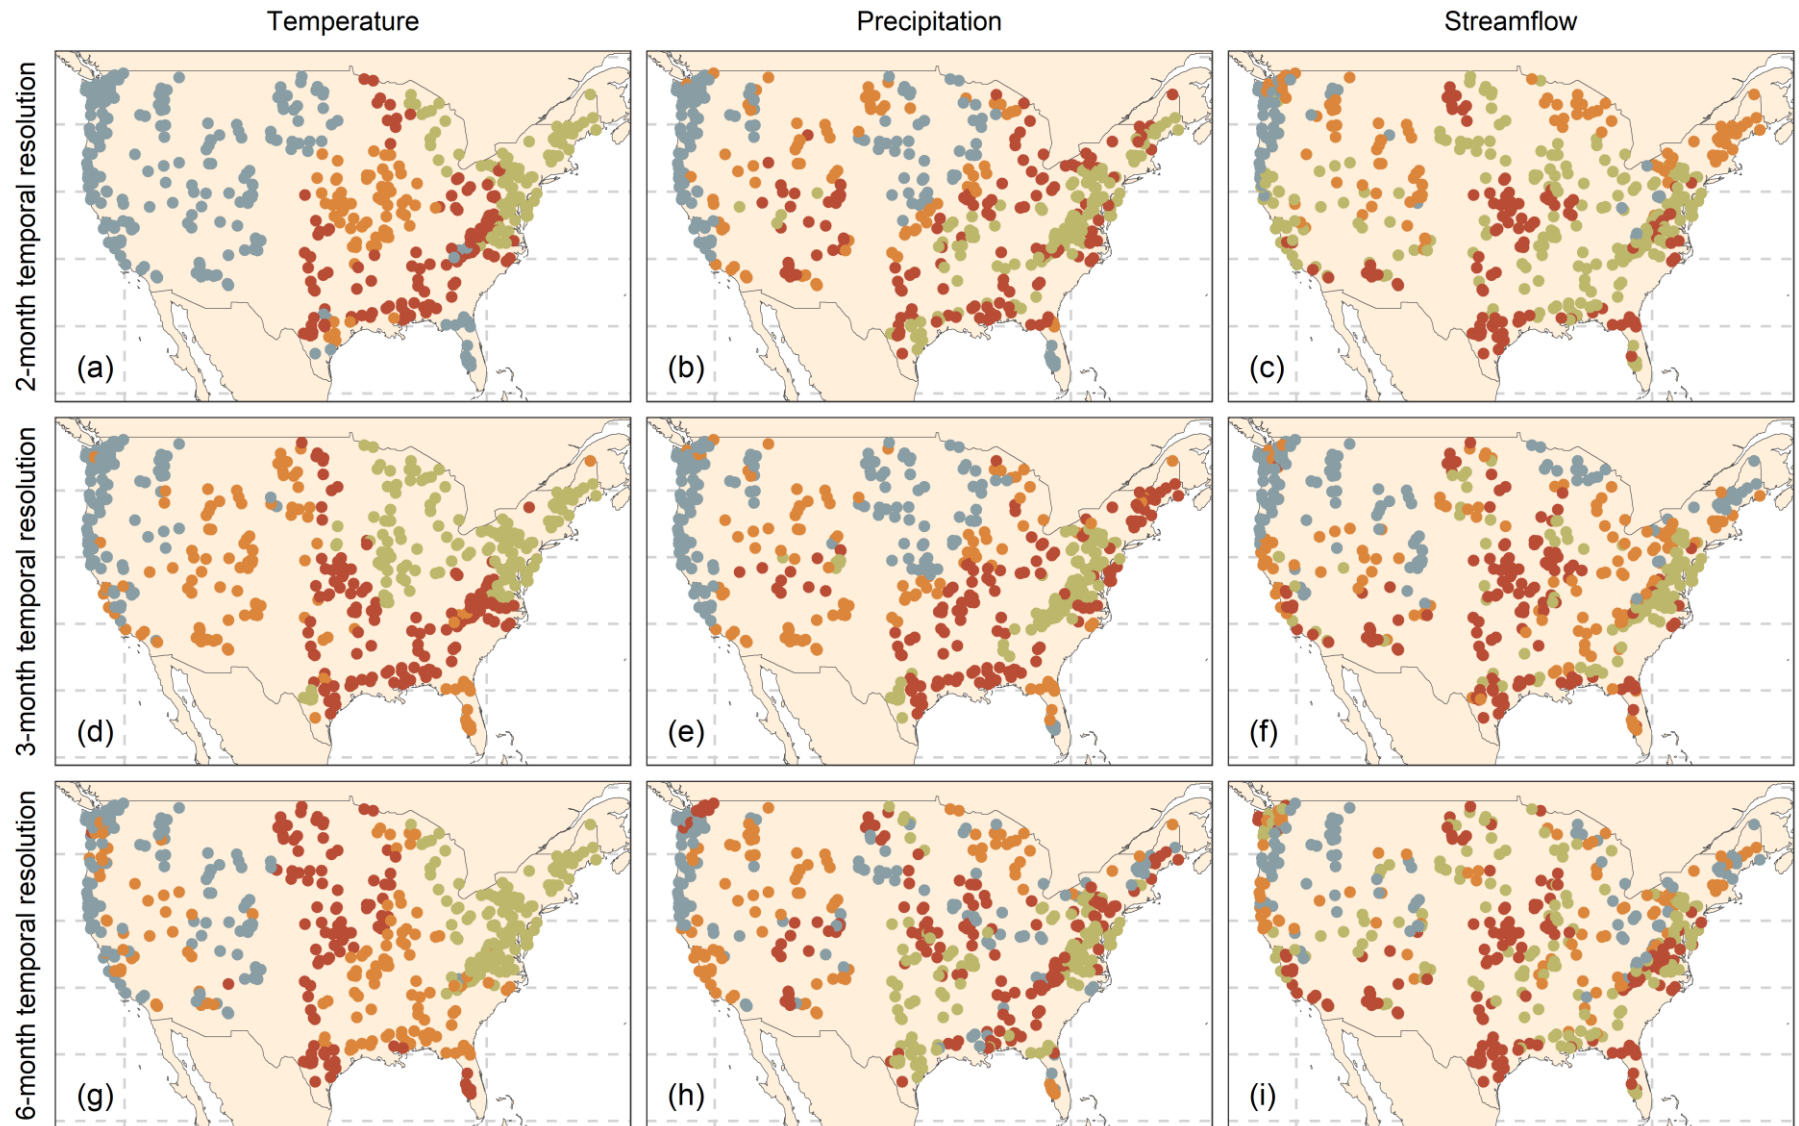 Temperature
Precipitation
Streamflow
2-month temporal resolution
(a)
(b)
(c)
3-month temporal resolution
(d)
(e)
(f)
6-month temporal resolution
(g)
(h)
(i)